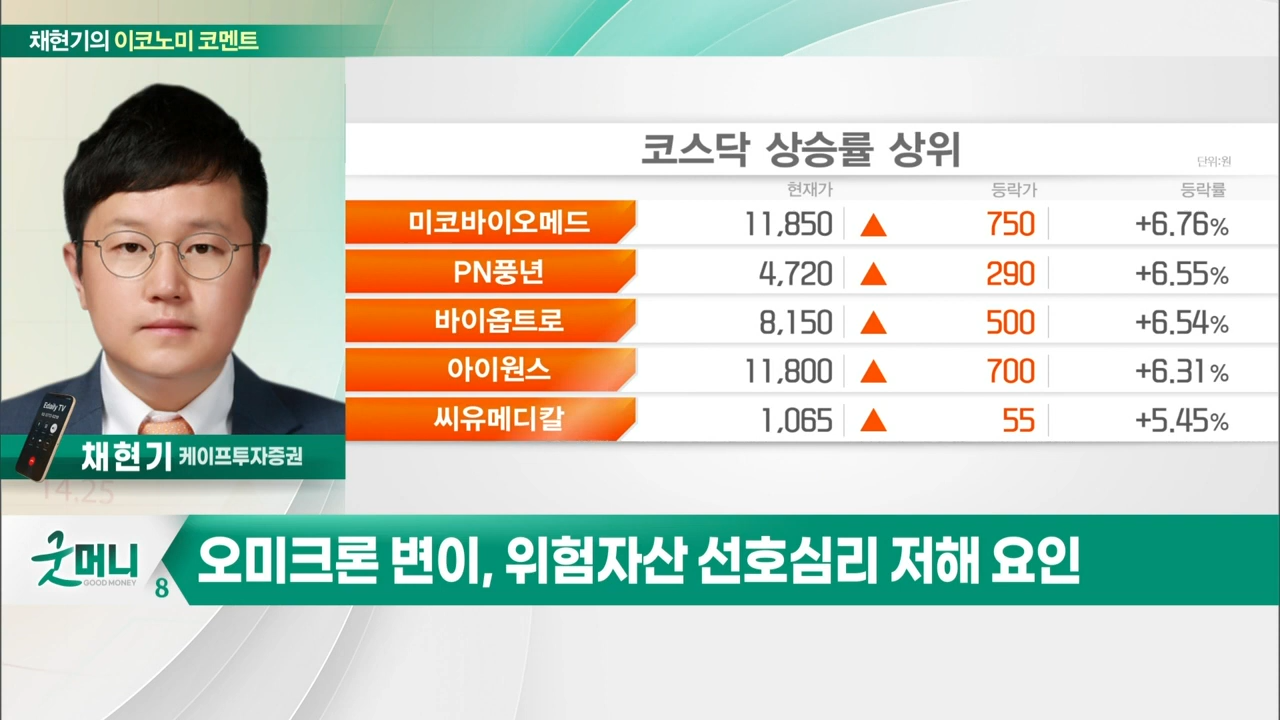 채현기의 이코노미 코멘트
코스닥 상승률 상위
단위:원
현재가 등락가 등락률
미코바이오메드 11,850 ▲ 750 +6.76%
PN풍년 4,720 ▲ 290 +6.55%
바이옵트로 8,150 ▲ 500 +6.54%
아이원스 11,800 ▲ 700 +6.31%
씨유메디칼 1,065 ▲ 55 +5.45%
Edaily TV
채현기 케이프투자증권
14.25
굿머니
GOOD MONEY
8
오미크론 변이, 위험자산 선호심리 저해 요인